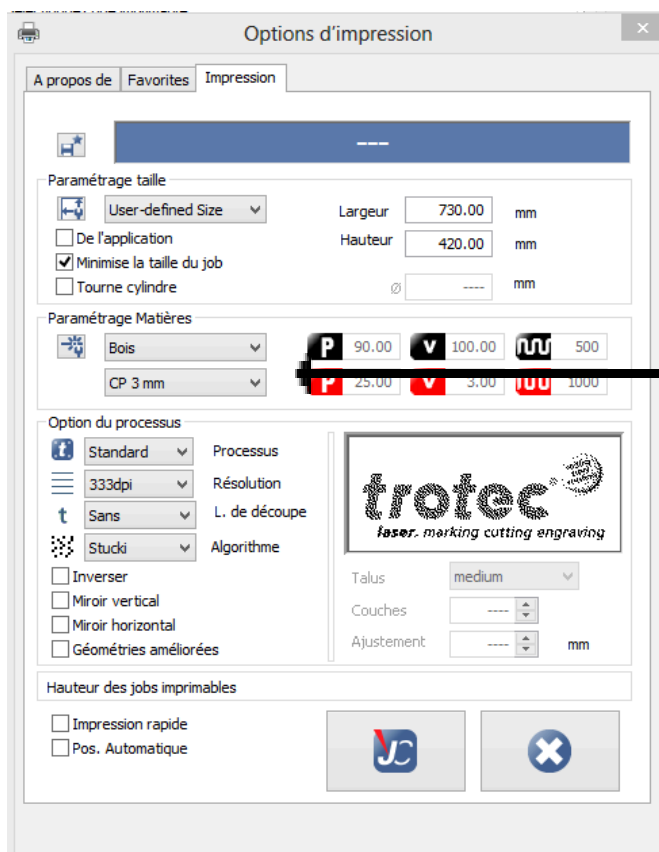 Options d'impression
A propos de Favorites Impression
---
Paramétrage taille
User-defined Size Largeur 730.00 mm
De l'application Hauteur 420.00 mm
Minimise la taille du job
Tourne cylindre Ø ---- mm
Paramétrage Matières
Bois P 90.00 v 100.00 500
CP 3 mm P 25.00 v 3.00 1000
Option du processus
t Standard Processus
333dpi Résolution
t Sans L. de découpe
Stucki Algorithme
trotec
laser. marking cutting engraving
Inverser Talus medium
Miroir vertical
Couches ----
Miroir horizontal
Géométries améliorées Ajustement ---- mm
Hauteur des jobs imprimables
Impression rapide
Pos. Automatique
JC